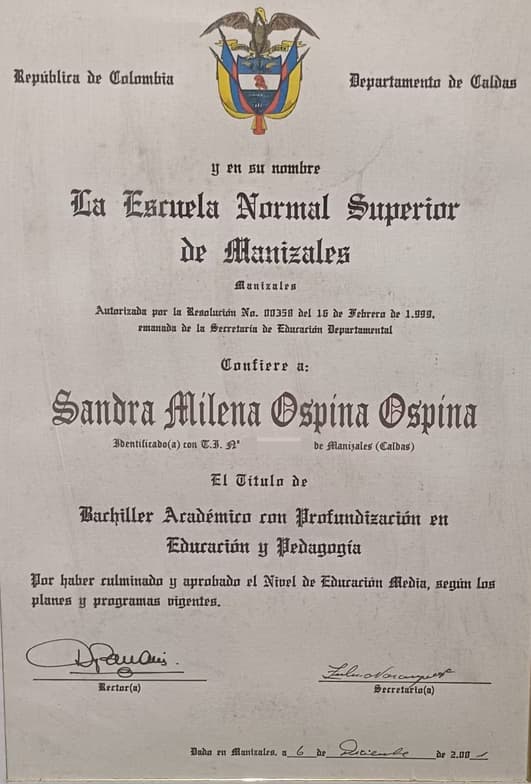 República de Colombia
Departamento de Caldas
y en su nombre
La Escuela Normal Superior
de Manizales
Manizales
Autorizada por la Resolución No. 00358 del 16 de Febrero de 1.999,
emanada de la Secretaría de Educación Departamental
Confiere a:
Sandra Milena Ospina Ospina
Identificado(a) con T.I. Nº de Manizales (Caldas)
El Título de
Bachiller Académico con Profundización en
Educación y Pedagogía
Por haber culminado y aprobado el Nivel de Educación Media, según los
planes y programas vigentes.
Rector(a)
Secretario(a)
Dado en Manizales, a 6 de Diciembre de 2.001